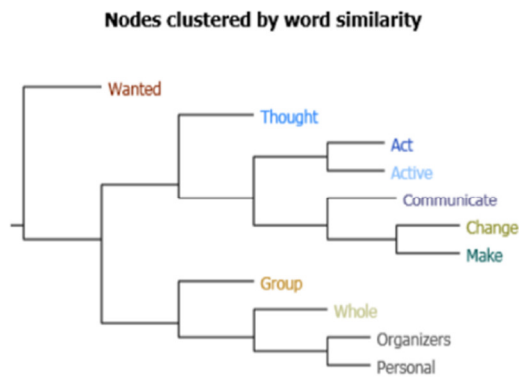 Nodes clustered by word similarity
Wanted
Thought
Act
Active
Communicate
Change
Make
Group
Whole
Organizers
Personal